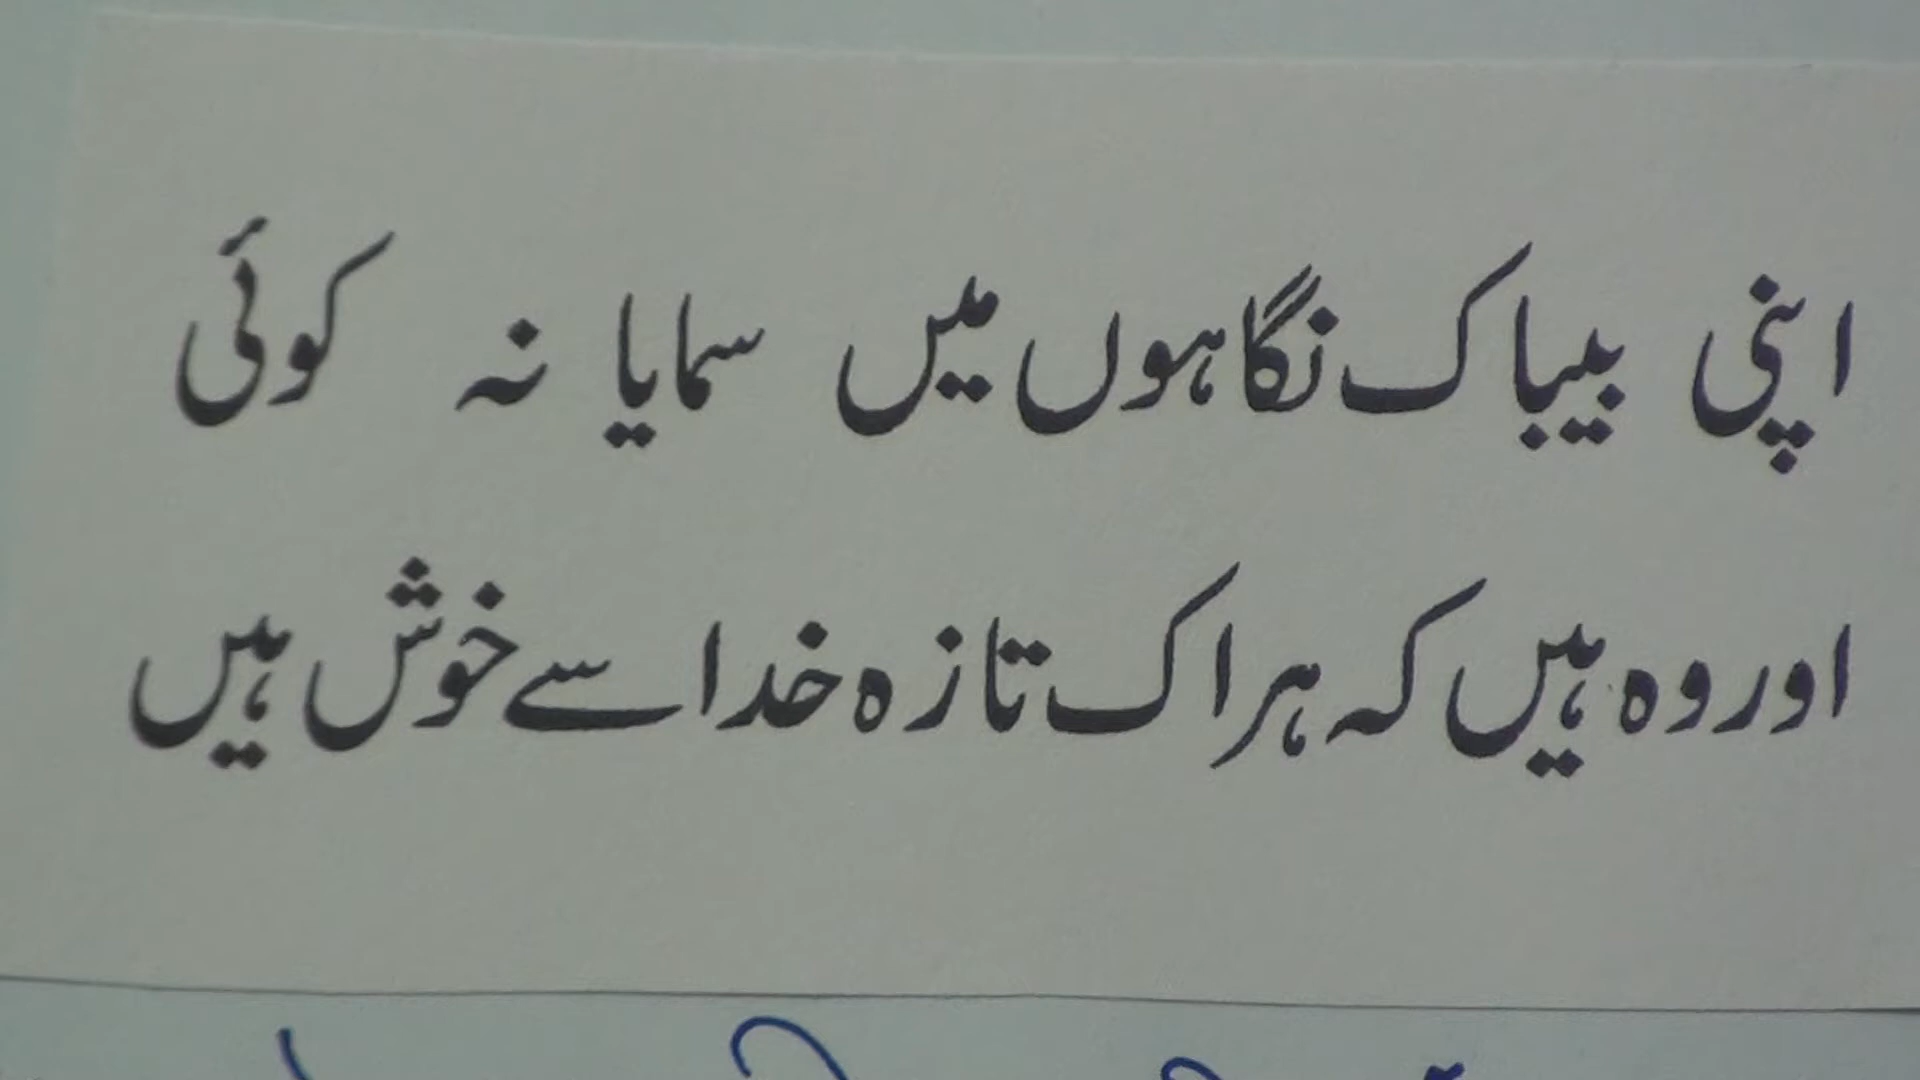 اپنی بیباک نگاہوں میں سمایا نہ کوئی
اور وہ ہیں کہ ہر اک تازہ خدا سے خوش ہیں